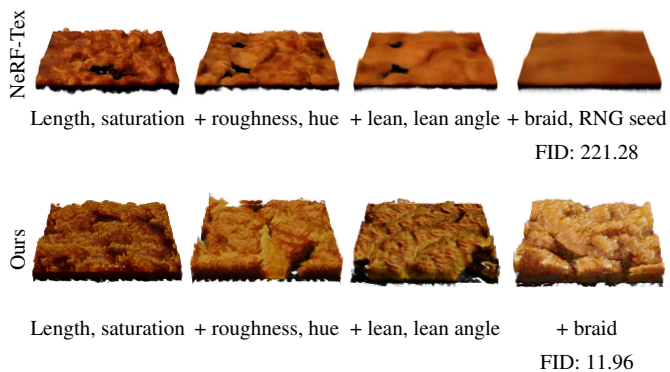 NeRF-Tex
Length, saturation + roughness, hue + lean, lean angle + braid, RNG seed
FID: 221.28
Ours
Length, saturation + roughness, hue + lean, lean angle + braid
FID: 11.96